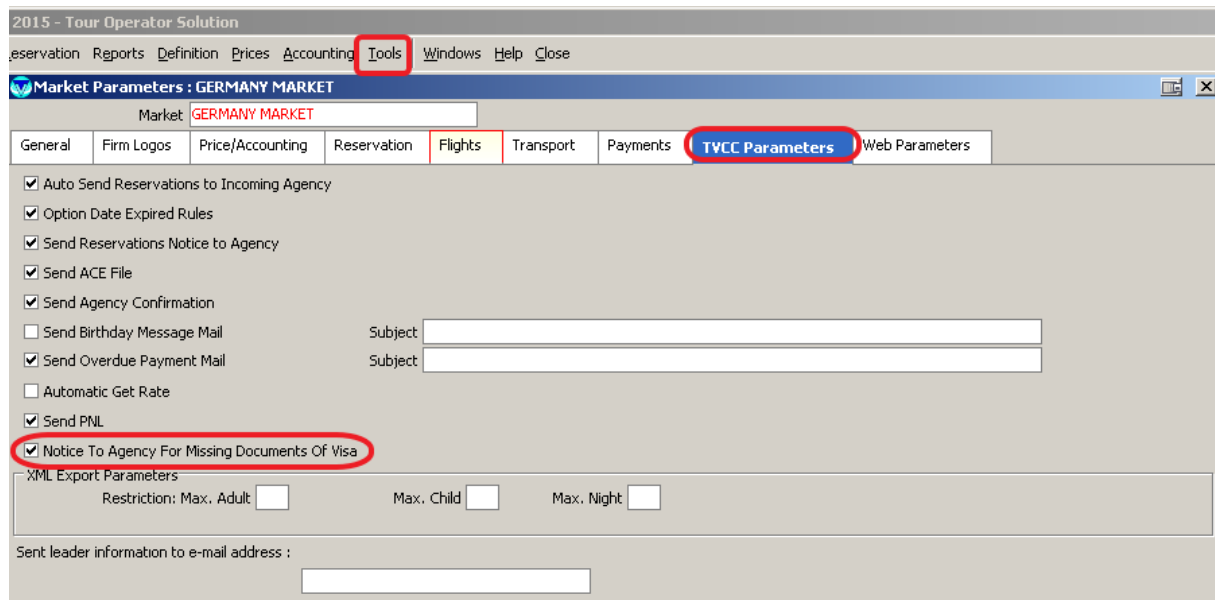 2015 - Tour Operator Solution
eservation Reports Definition Prices Accounting Tools Windows Help Close
Market Parameters : GERMANY MARKET
Market GERMANY MARKET
General Firm Logos Price/Accounting Reservation Flights Transport Payments TVCC Parameters Web Parameters
Auto Send Reservations to Incoming Agency
Option Date Expired Rules
Send Reservations Notice to Agency
Send ACE File
Send Agency Confirmation
Send Birthday Message Mail Subject
Send Overdue Payment Mail Subject
Automatic Get Rate
Send PNL
Notice To Agency For Missing Documents Of Visa
XML Export Parameters
Restriction: Max. Adult Max. Child Max. Night
Sent leader information to e-mail address :